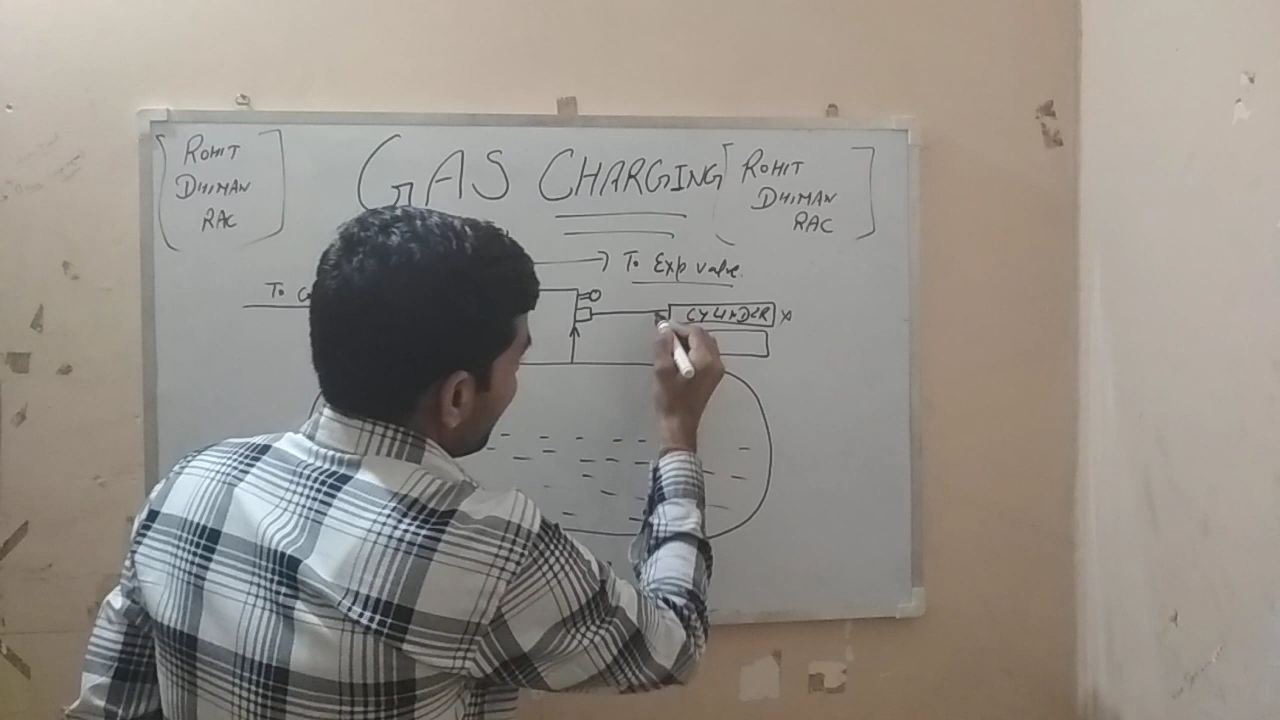 ROHIT
DHIMAN
RAC
GAS CHARGING
ROHIT
DHIMAN
RAC
To Exp valve.
To
CYLINDER